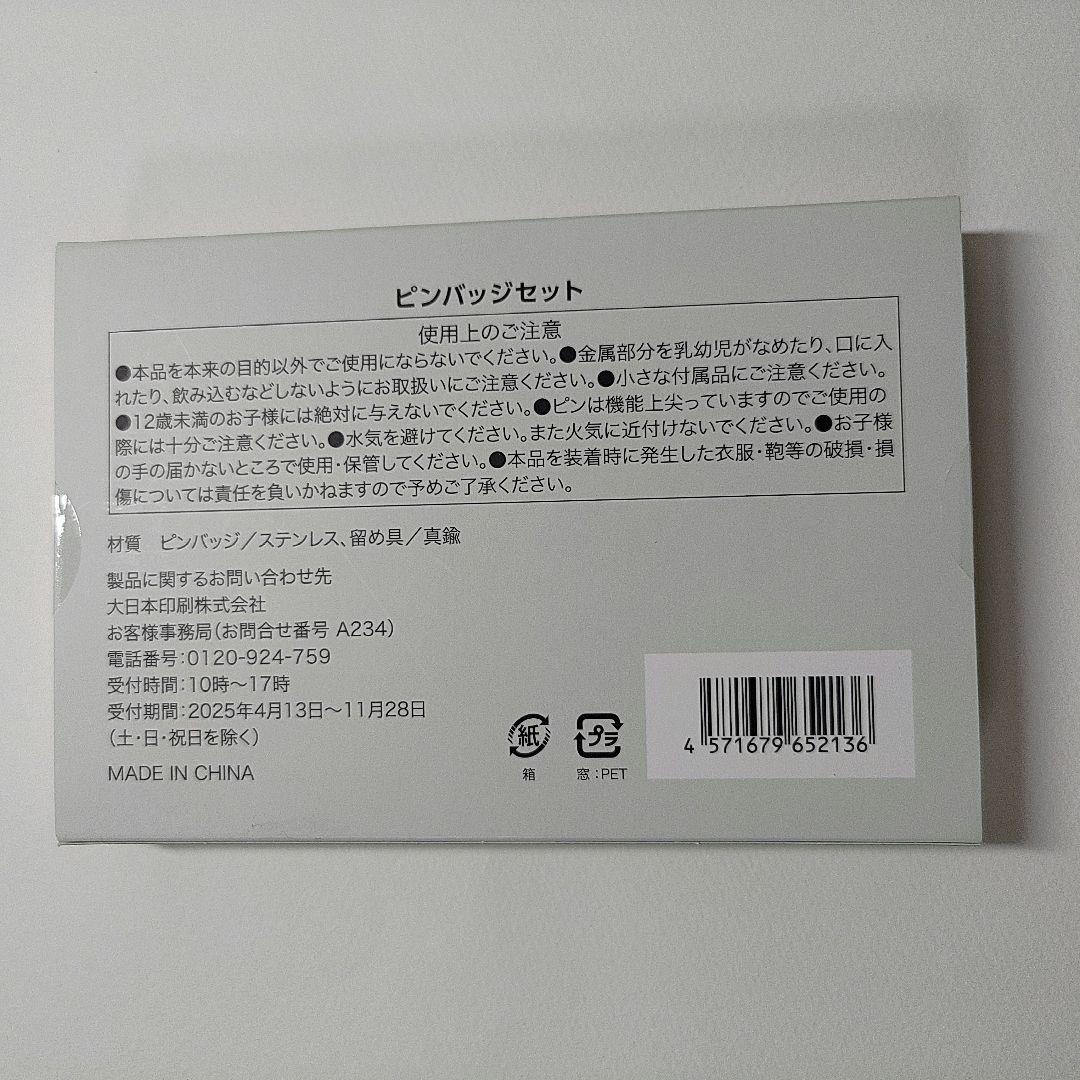 ピンバッジセット
使用上のご注意
●本品を本来の目的以外でご使用にならないでください。●金属部分を乳幼児がなめたり、口に入
れたり、飲み込むなどしないようにお取扱いにご注意ください。●小さな付属品にご注意ください。
●12歳未満のお子様には絶対に与えないでください。●ピンは機能上尖っていますのでご使用の
際には十分ご注意ください。●水気を避けてください。また火気に近付けないでください。●お子様
の手の届かないところで使用・保管してください。●本品を装着時に発生した衣服・鞄等の破損・損
傷については責任を負いかねますので予めご了承ください。
材質 ピンバッジ／ステンレス、留め具／真鍮
製品に関するお問い合わせ先
大日本印刷株式会社
お客様事務局（お問合せ番号 A234）
電話番号：0120-924-759
受付時間：10時～17時
受付期間：2025年4月13日～11月28日
（土・日・祝日を除く）
MADE IN CHINA
紙
箱
プラ
窓：PET
4 571679 652136